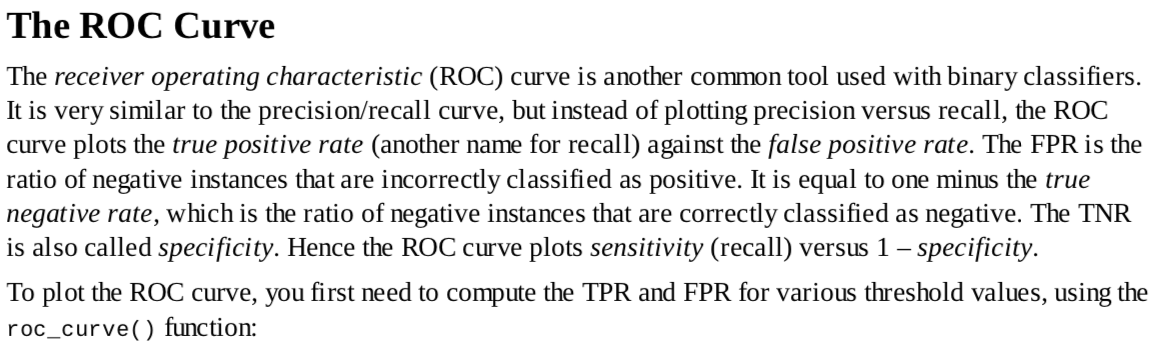 The ROC Curve
The receiver operating characteristic (ROC) curve is another common tool used with binary classifiers.
It is very similar to the precision/recall curve, but instead of plotting precision versus recall, the ROC
curve plots the true positive rate (another name for recall) against the false positive rate. The FPR is the
ratio of negative instances that are incorrectly classified as positive. It is equal to one minus the true
negative rate, which is the ratio of negative instances that are correctly classified as negative. The TNR
is also called specificity. Hence the ROC curve plots sensitivity (recall) versus 1 – specificity.
To plot the ROC curve, you first need to compute the TPR and FPR for various threshold values, using the
roc_curve() function: